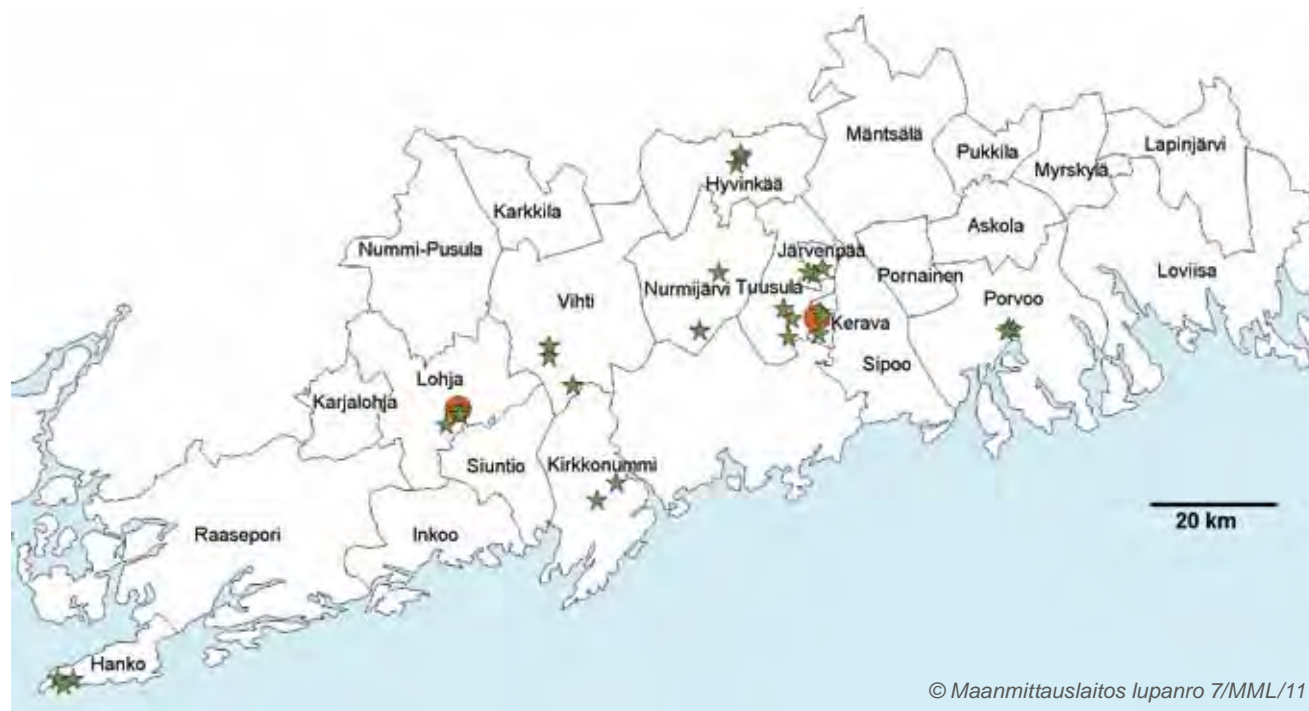 Mäntsälä
Pukkila
Lapinjärvi
Myrskylä
Hyvinkää
Karkkila
Askola
Nummi-Pusula
Järvenpää
Pornainen
Loviisa
Vihti
Nurmijärvi
Tuusula
Porvoo
Kerava
Sipoo
Lohja
Karjalohja
Siuntio
Kirkkonummi
20 km
Raasepori
Inkoo
Hanko
© Maanmittauslaitos lupanro 7/MML/11